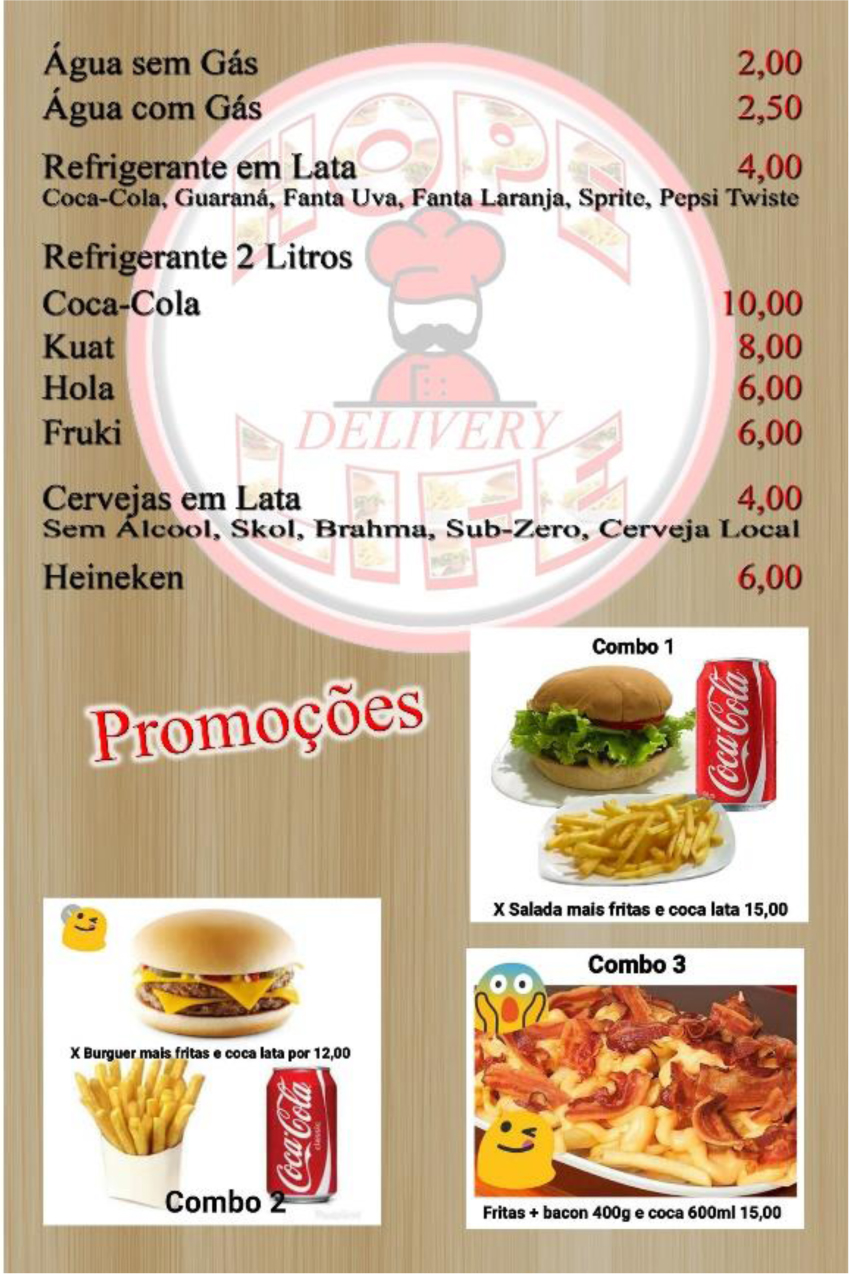 Água sem Gás 2,00
Água com Gás 2,50
Refrigerante em Lata 4,00
Coca-Cola, Guaraná, Fanta Uva, Fanta Laranja, Sprite, Pepsi Twiste
Refrigerante 2 Litros
Coca-Cola 10,00
Kuat 8,00
Hola 6,00
Fruki 6,00
Cervejas em Lata 4,00
Sem Álcool, Skol, Brahma, Sub-Zero, Cerveja Local
Heineken 6,00
HOPE
DELIVERY
LIFE
Promoções
Combo 1
Coca-Cola
X Salada mais fritas e coca lata 15,00
X Burguer mais fritas e coca lata por 12,00
Coca-Cola
classic
Combo 2
Combo 3
Fritas + bacon 400g e coca 600ml 15,00